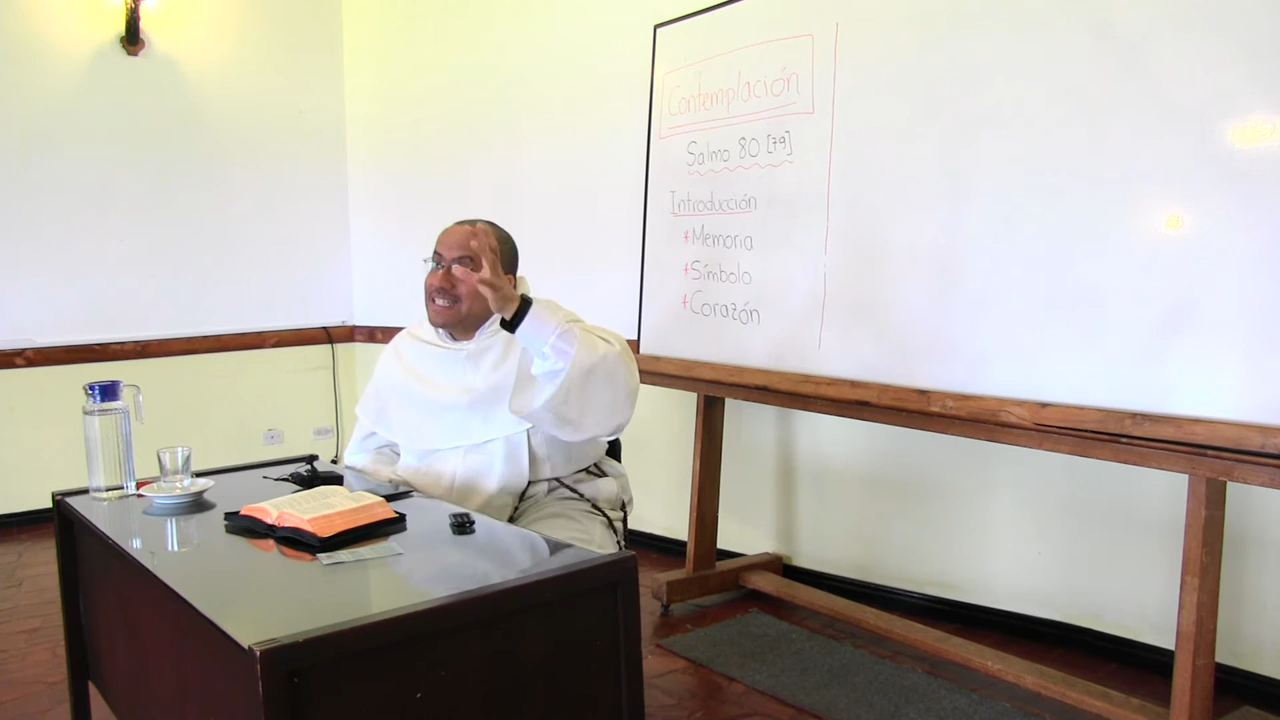 Contemplación
Salmo 80 [79]
Introducción
*Memoria
*Símbolo
*Corazón